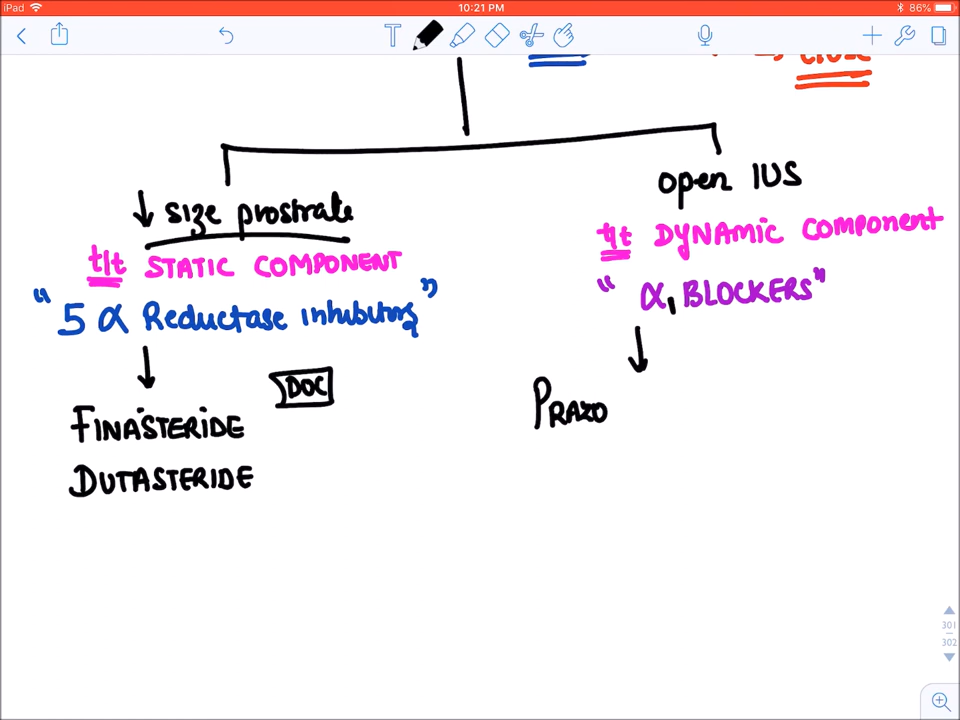 iPad 10:21 PM 86%
T
↓ size prostrate
t/t STATIC COMPONENT
"5 α Reductase inhibitors"
↓
DOC
FINASTERIDE
DUTASTERIDE
open IUS
t/t DYNAMIC COMPONENT
"α1 BLOCKERS"
↓
PRAZO
301
302